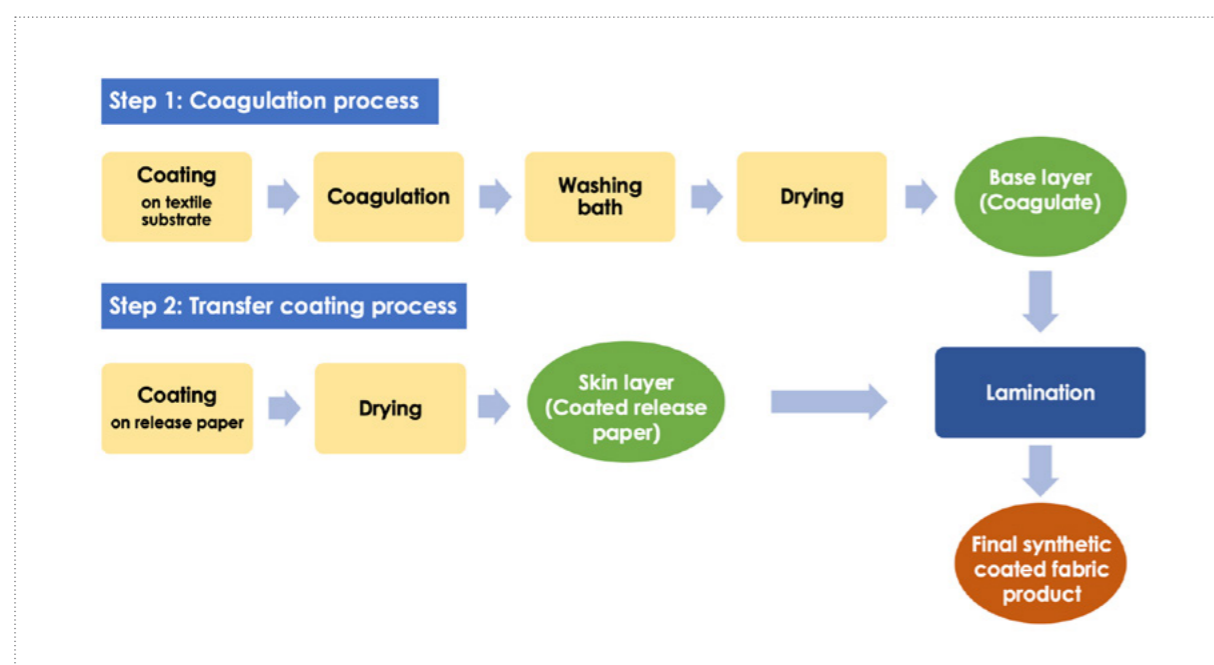 Step 1: Coagulation process
Coating
on textile
substrate
Coagulation
Washing
bath
Drying
Base layer
(Coagulate)
Step 2: Transfer coating process
Coating
on release paper
Drying
Skin layer
(Coated release
paper)
Lamination
Final synthetic
coated fabric
product